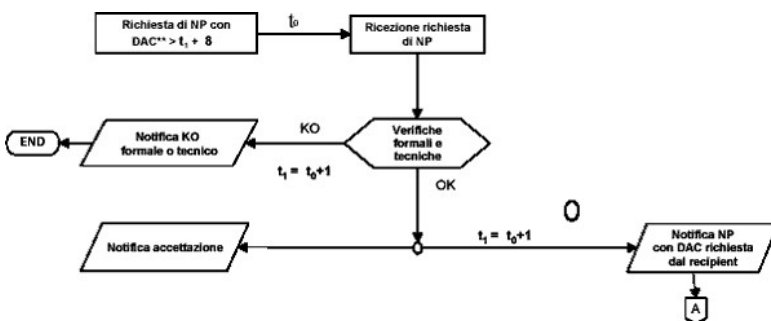 Richiesta di NP con
DAC** > t1 + 8
t0
Ricezione richiesta
di NP
END
Notifica KO
formale o tecnico
KO
t1 = t0+1
Verifiche
formali e
tecniche
OK
O
Notifica accettazione
t1 = t0+1
Notifica NP
con DAC richiesta
dal recipient
A